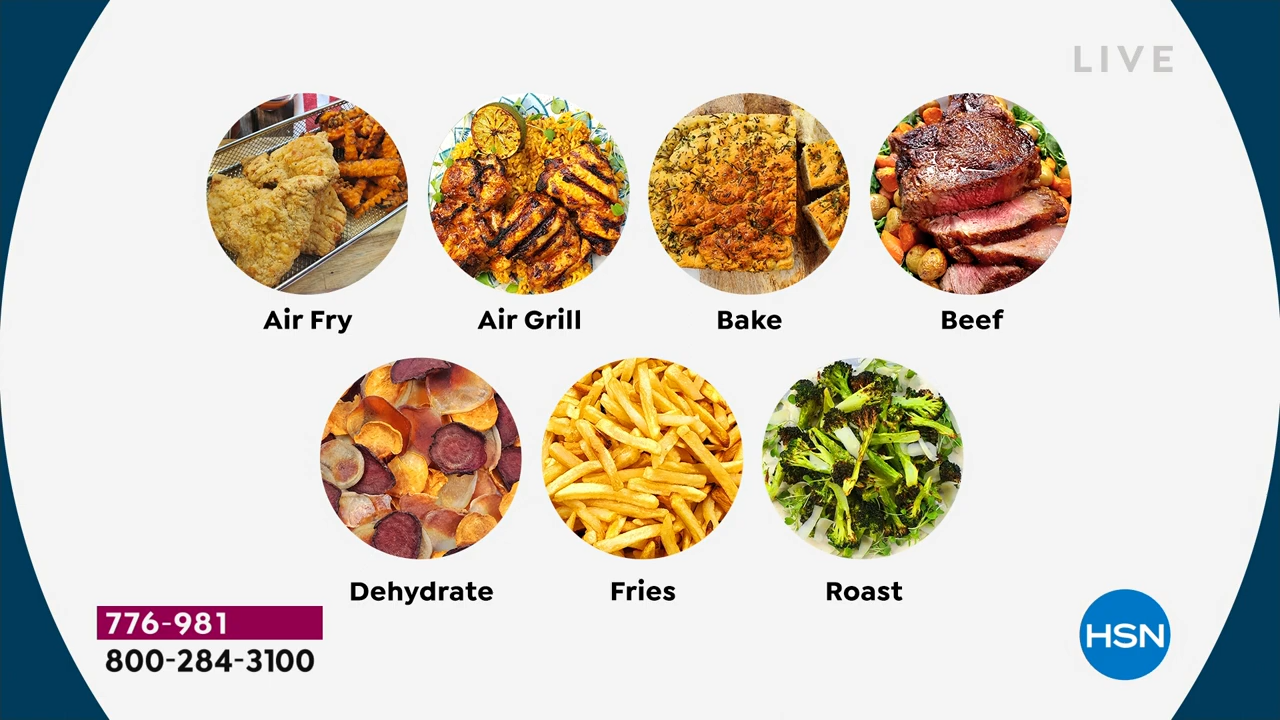 LIVE
Air Fry
Air Grill
Bake
Beef
Dehydrate
Fries
Roast
776-981
800-284-3100
HSN